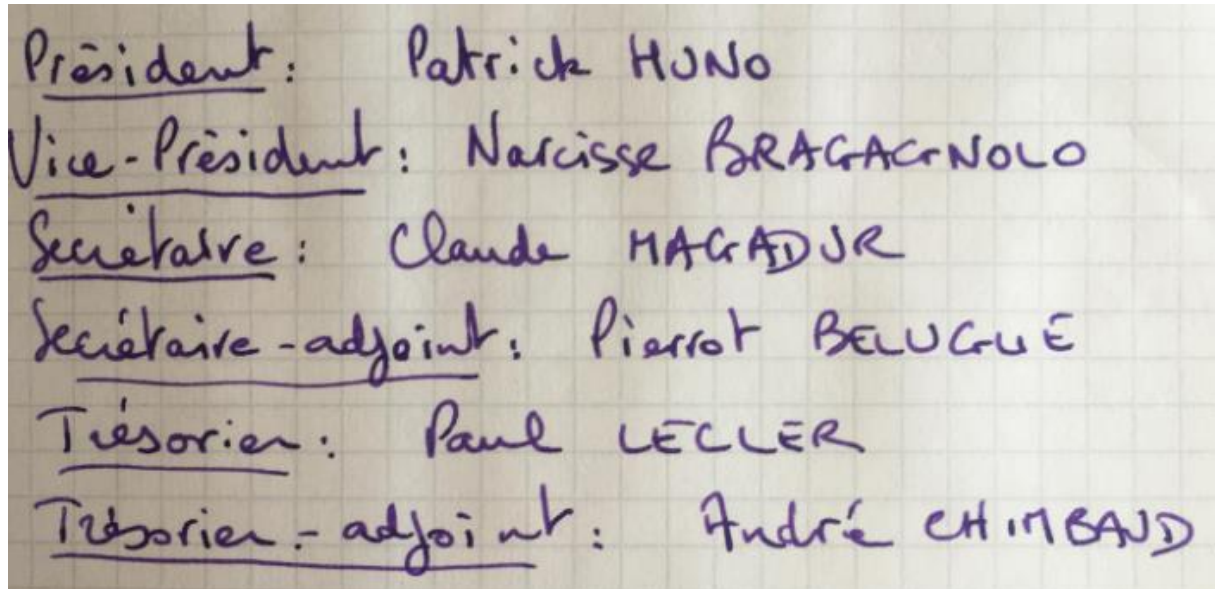 Président : Patrick HUNO
Vice-Président : Narcisse BRAGAGNOLO
Secrétaire : Claude MAGADUR
Secrétaire-adjoint : Pierrot BELUGUE
Trésorier : Paul LECLER
Trésorier-adjoint : André CHIMBAUD